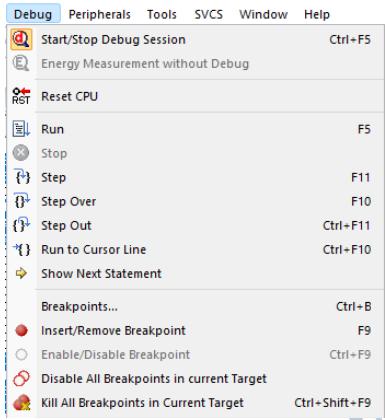 Debug Peripherals Tools SVCS Window Help
Start/Stop Debug Session Ctrl+F5
Energy Measurement without Debug
RST Reset CPU
Run F5
Stop
Step F11
Step Over F10
Step Out Ctrl+F11
Run to Cursor Line Ctrl+F10
Show Next Statement
Breakpoints... Ctrl+B
Insert/Remove Breakpoint F9
Enable/Disable Breakpoint Ctrl+F9
Disable All Breakpoints in current Target
Kill All Breakpoints in Current Target Ctrl+Shift+F9